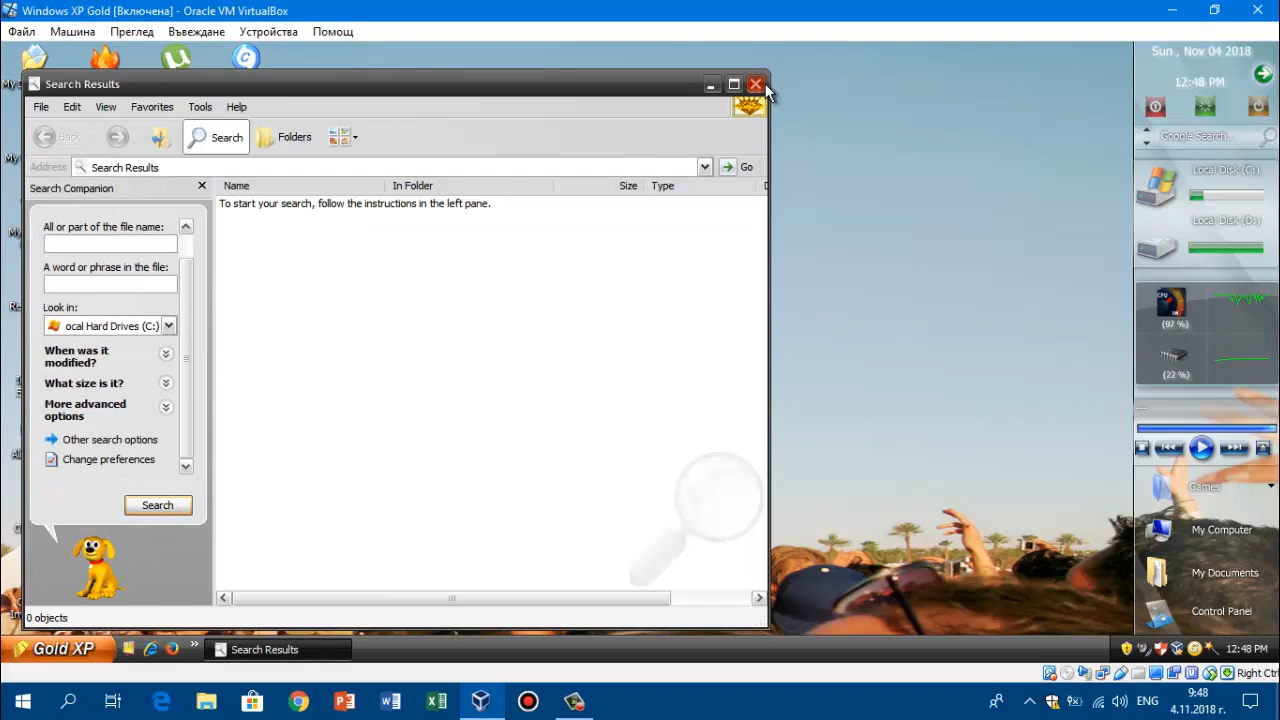 Windows XP Gold [Включена] - Oracle VM VirtualBox
Файл Машина Преглед Въвеждане Устройства Помощ
Search Results
File Edit View Favorites Tools Help
Back Search Folders
Address Search Results Go
Search Companion
Name In Folder Size Type
To start your search, follow the instructions in the left pane.
All or part of the file name:
A word or phrase in the file:
Look in:
ocal Hard Drives (C:)
When was it
modified?
What size is it?
More advanced
options
Other search options
Change preferences
Search
0 objects
Sun , Nov 04 2018
12:48 PM
Google Search...
Local Disk (C:)
Local Disk (D:)
CPU
(97 %)
(22 %)
Games
My Computer
My Documents
Control Panel
Gold XP
Search Results
12:48 PM
Right Ctrl
ENG
9:48
4.11.2018 г.